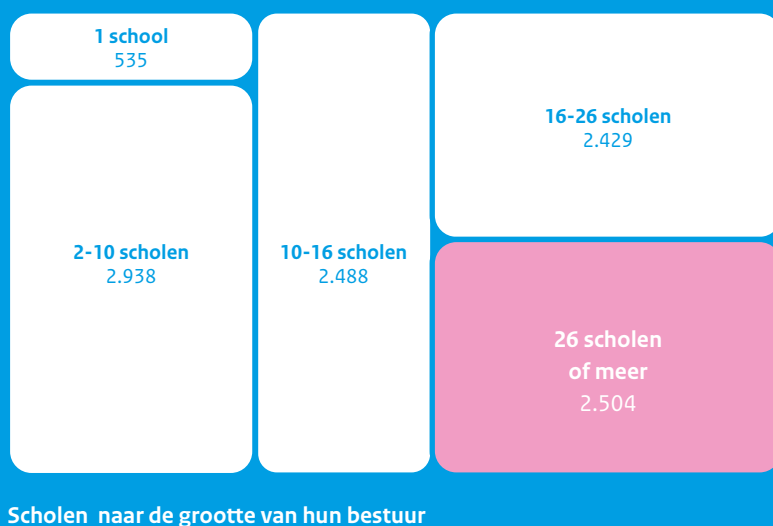 1 school
535
2-10 scholen
2.938
10-16 scholen
2.488
16-26 scholen
2.429
26 scholen
of meer
2.504
Scholen naar de grootte van hun bestuur